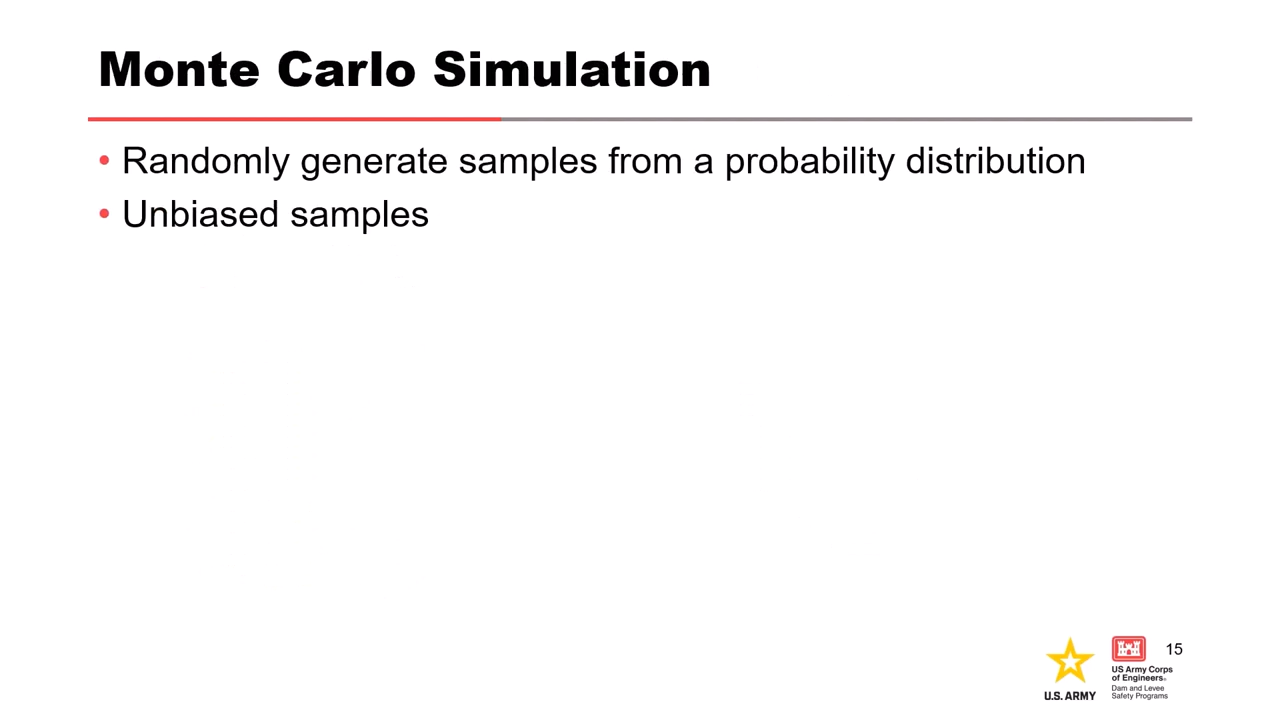 Monte Carlo Simulation
• Randomly generate samples from a probability distribution
• Unbiased samples
15
U.S. ARMY
US Army Corps
of Engineers®
Dam and Levee
Safety Programs